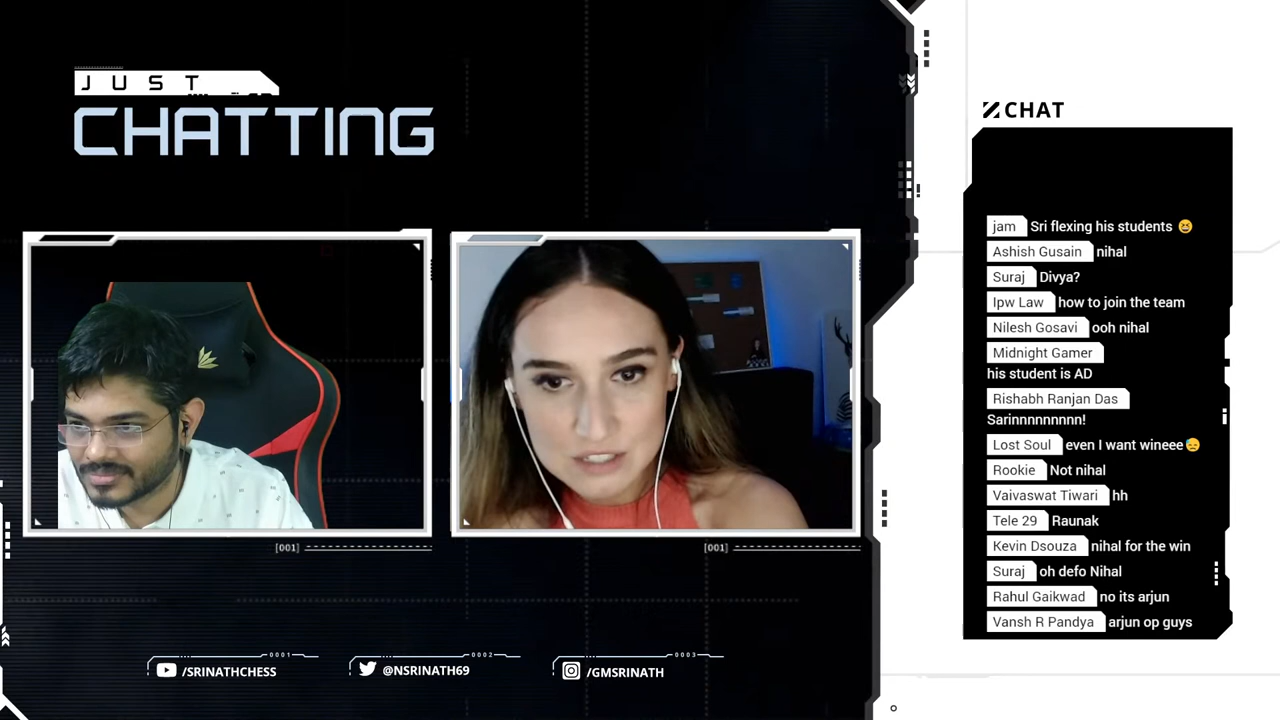 JUST
CHATTING
CHAT
jam Sri flexing his students 😆
Ashish Gusain nihal
Suraj Divya?
Ipw Law how to join the team
Nilesh Gosavi ooh nihal
Midnight Gamer
his student is AD
Rishabh Ranjan Das
Sarinnnnnnnnn!
Lost Soul even I want wineee😓
Rookie Not nihal
Vaivaswat Tiwari hh
Tele 29 Raunak
Kevin Dsouza nihal for the win
Suraj oh defo Nihal
Rahul Gaikwad no its arjun
Vansh R Pandya arjun op guys
[001]
[001]
0001
/SRINATHCHESS
0002
@NSRINATH69
0003
/GMSRINATH